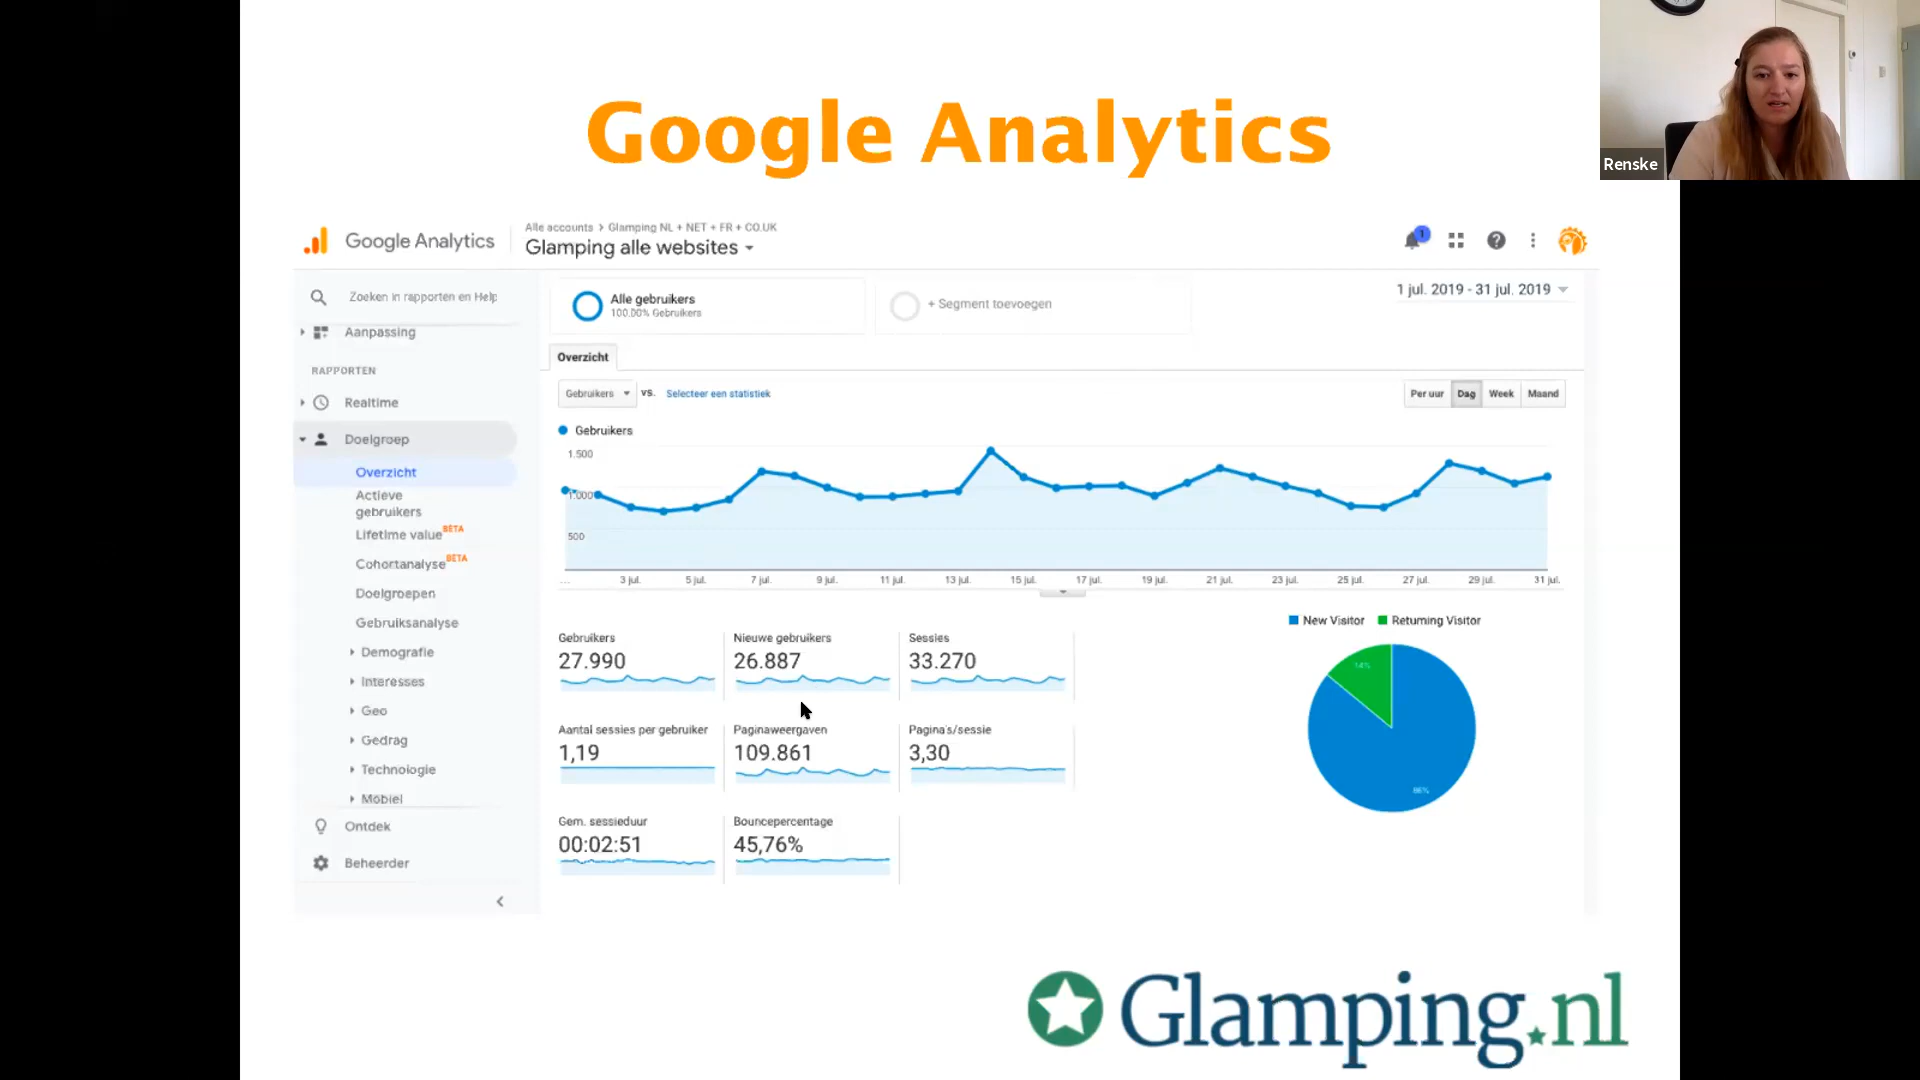 Google Analytics
Renske
Google Analytics
Alle accounts > Glamping NL + NET + FR + CO.UK
Glamping alle websites
1
Zoeken in rapporten en Help
Aanpassing
RAPPORTEN
Realtime
Doelgroep
Overzicht
Actieve
gebruikers
Lifetime value BETA
Cohortanalyse BETA
Doelgroepen
Gebruiksanalyse
Demografie
Interesses
Geo
Gedrag
Technologie
Mobiel
Ontdek
Beheerder
Alle gebruikers
100.00% Gebruikers
+ Segment toevoegen
1 jul. 2019 - 31 jul. 2019
Overzicht
Gebruikers
vs.
Selecteer een statistiek
Per uur
Dag
Week
Maand
Gebruikers
1.500
1.000
500
... 3 jul. 5 jul. 7 jul. 9 jul. 11 jul. 13 jul. 15 jul. 17 jul. 19 jul. 21 jul. 23 jul. 25 jul. 27 jul. 29 jul. 31 jul.
Gebruikers
27.990
Nieuwe gebruikers
26.887
Sessies
33.270
Aantal sessies per gebruiker
1,19
Paginaweergaven
109.861
Pagina's/sessie
3,30
Gem. sessieduur
00:02:51
Bouncepercentage
45,76%
New Visitor
Returning Visitor
14%
86%
Glamping.nl